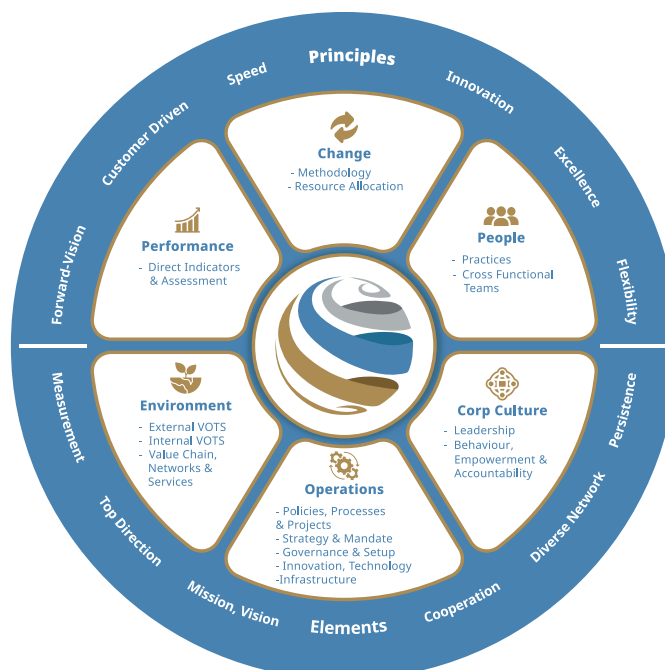 Principles
Forward-Vision
Customer Driven
Speed
Innovation
Excellence
Flexibility
Change
- Methodology
- Resource Allocation
Performance
- Direct Indicators
& Assessment
People
- Practices
- Cross Functional
Teams
Environment
- External VOTS
- Internal VOTS
- Value Chain,
Networks &
Services
Corp Culture
- Leadership
- Behaviour,
Empowerment &
Accountability
Operations
- Policies, Processes
& Projects
- Strategy & Mandate
- Governance & Setup
- Innovation, Technology
-Infrastructure
Measurement
Top Direction
Mission, Vision
Elements
Cooperation
Diverse Network
Persistence